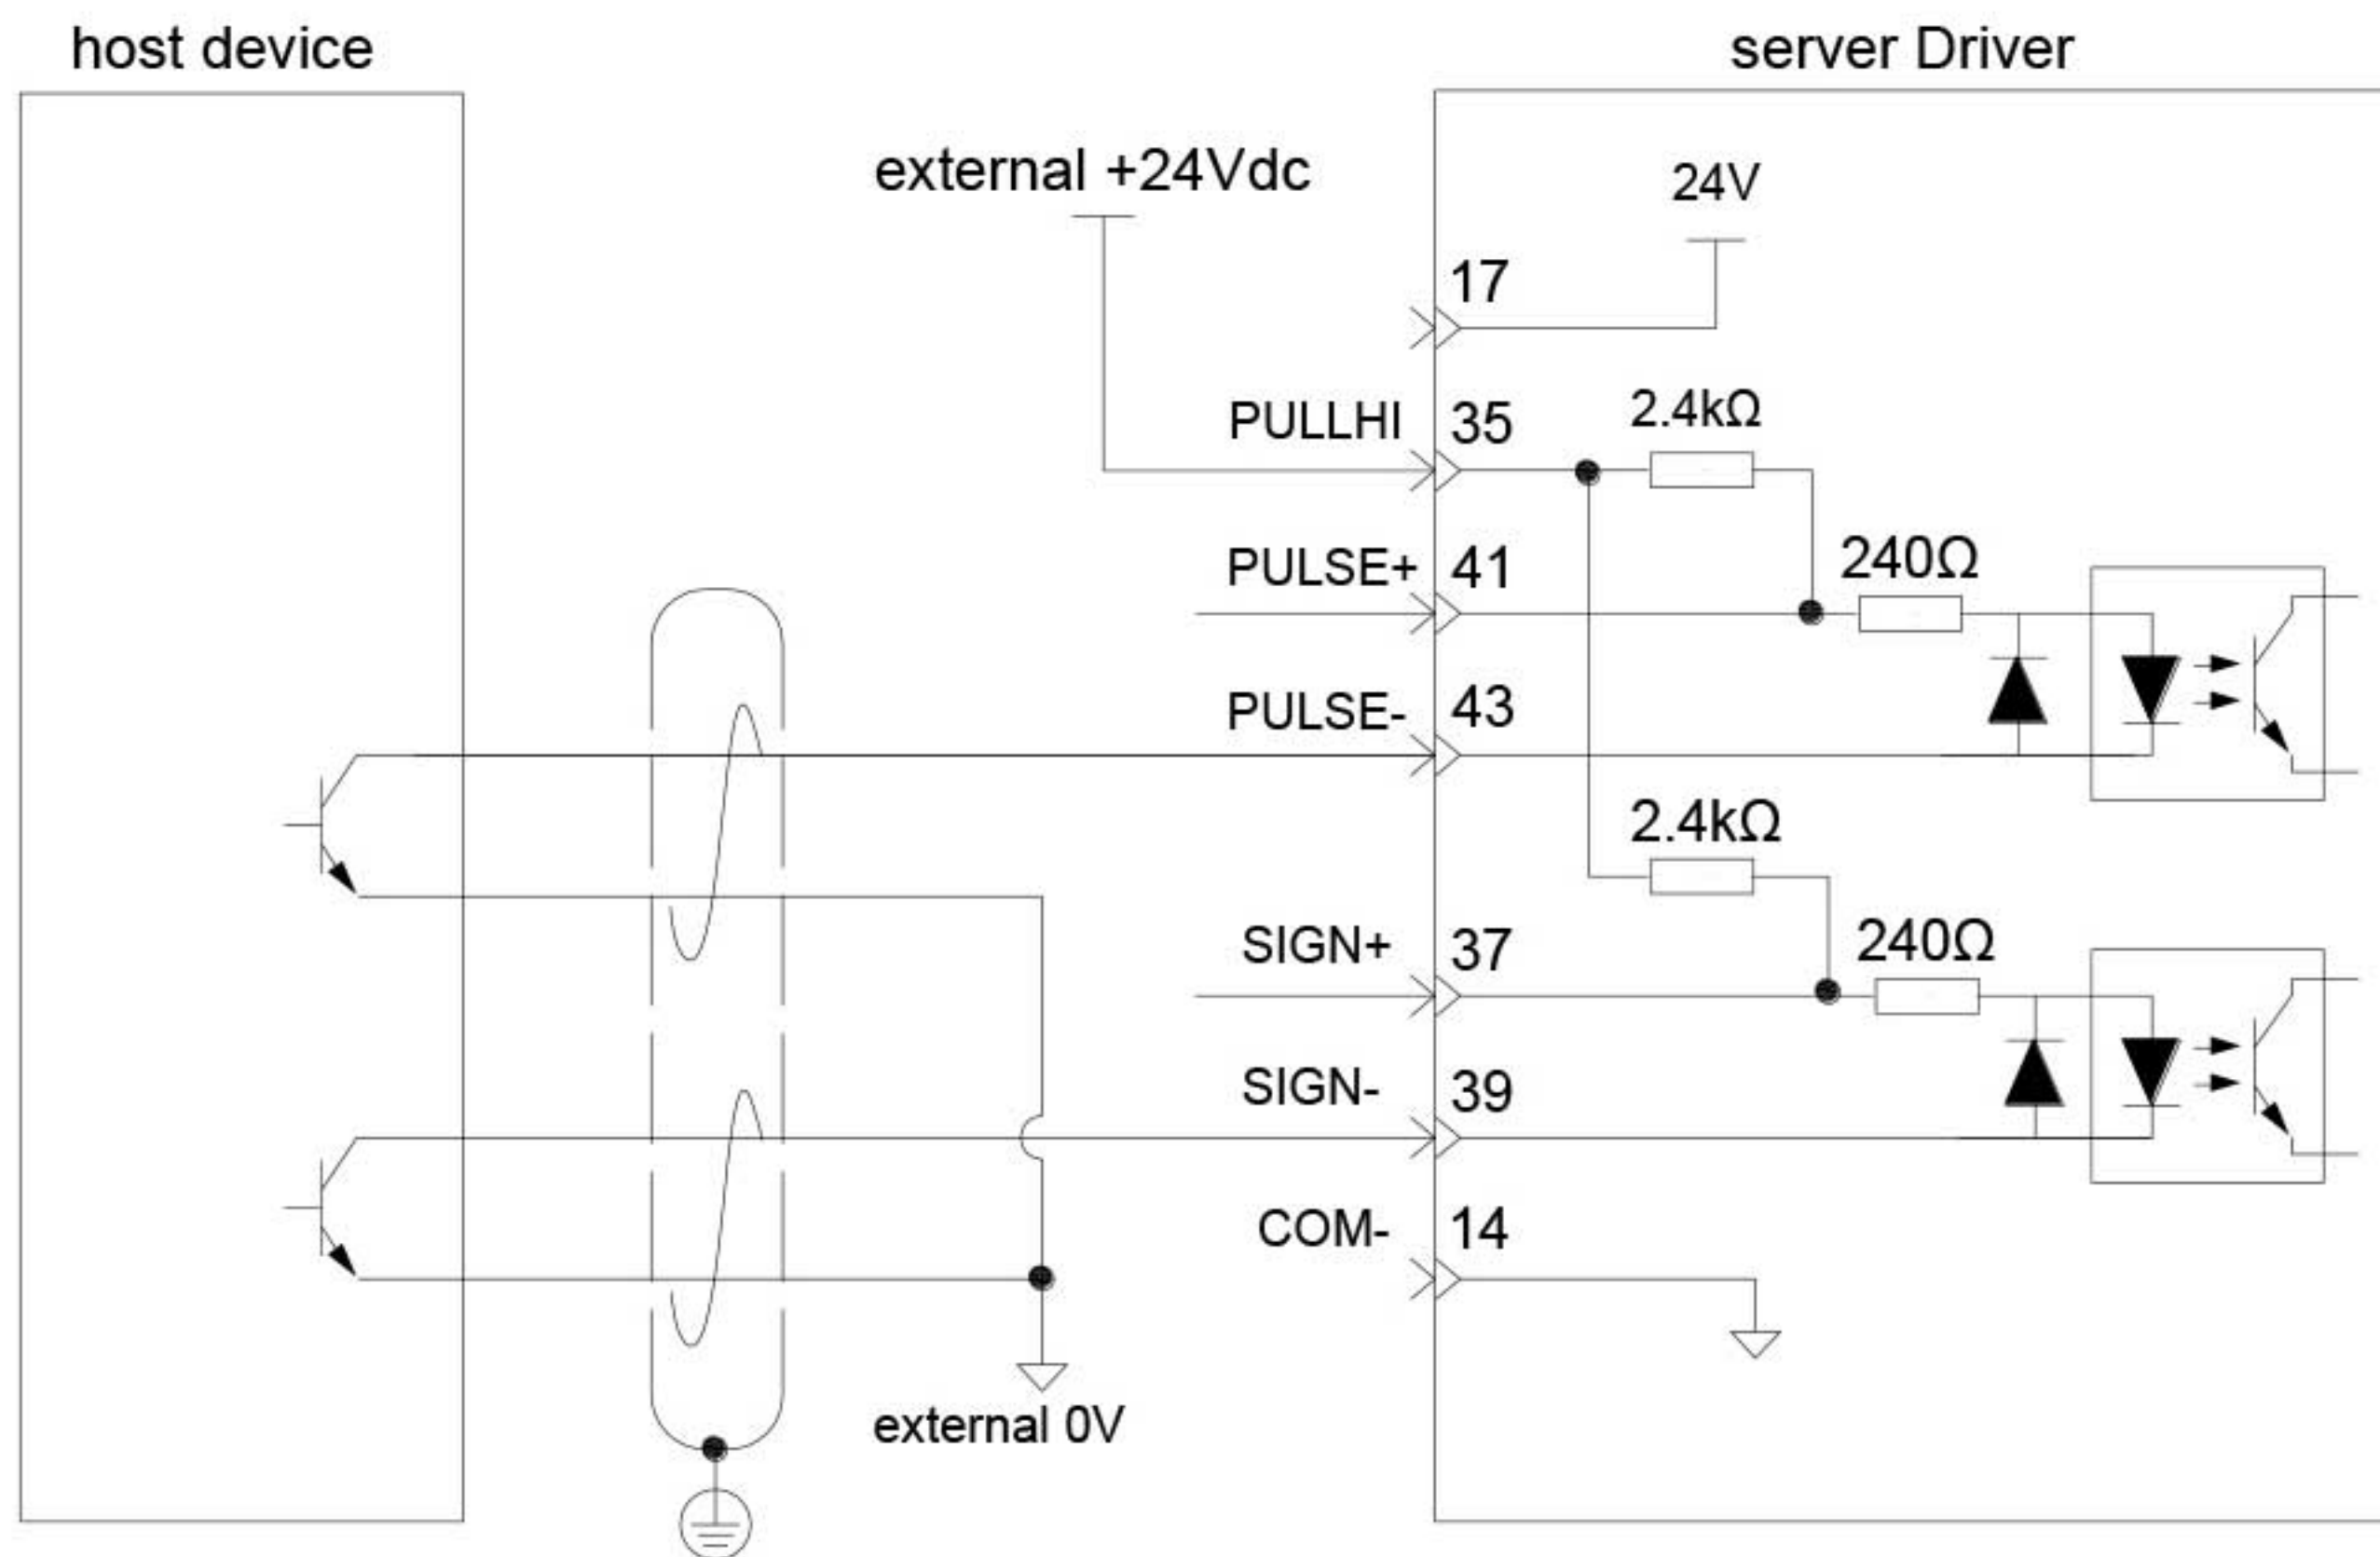 host device
server Driver
external +24Vdc
24V
17
PULLHI
35
2.4kΩ
PULSE+
41
240Ω
PULSE-
43
2.4kΩ
SIGN+
37
240Ω
SIGN-
39
COM-
14
external 0V